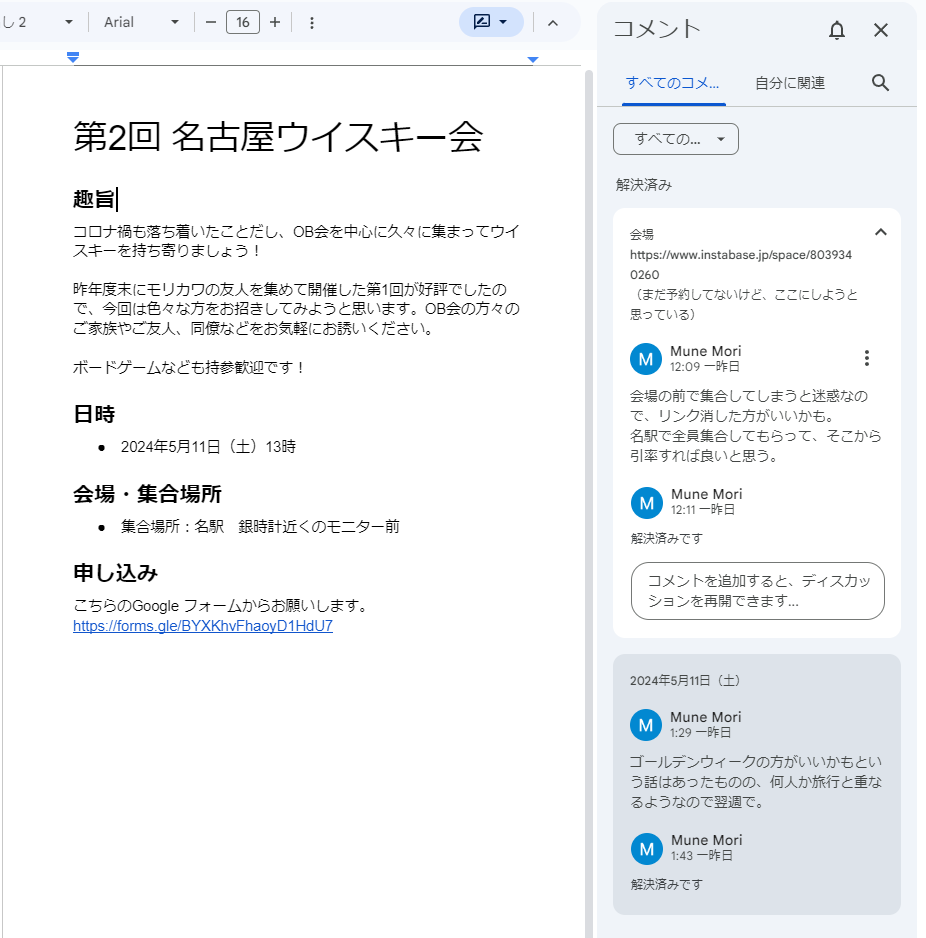 し 2
Arial
16
第2回 名古屋ウイスキー会
趣旨
コロナ禍も落ち着いたことだし、OB会を中心に久々に集まってウイ
スキーを持ち寄りましょう！
昨年度末にモリカワの友人を集めて開催した第1回が好評でしたの
で、今回は色々な方をお招きしてみようと思います。OB会の方々の
ご家族やご友人、同僚などをお気軽にお誘いください。
ボードゲームなども持参歓迎です！
日時
● 2024年5月11日（土）13時
会場・集合場所
● 集合場所：名駅　銀時計近くのモニター前
申し込み
こちらのGoogle フォームからお願いします。
https://forms.gle/BYXKhvFhaoyD1HdU7
コメント
すべてのコメ...
自分に関連
すべての...
解決済み
会場
https://www.instabase.jp/space/803934
0260
（まだ予約してないけど、ここにしようと
思っている）
M
Mune Mori
12:09 一昨日
会場の前で集合してしまうと迷惑なの
で、リンク消した方がいいかも。
名駅で全員集合してもらって、そこから
引率すれば良いと思う。
M
Mune Mori
12:11 一昨日
解決済みです
コメントを追加すると、ディスカッ
ションを再開できます...
2024年5月11日（土）
M
Mune Mori
1:29 一昨日
ゴールデンウィークの方がいいかもとい
う話はあったものの、何人か旅行と重な
るようなので翌週で。
M
Mune Mori
1:43 一昨日
解決済みです